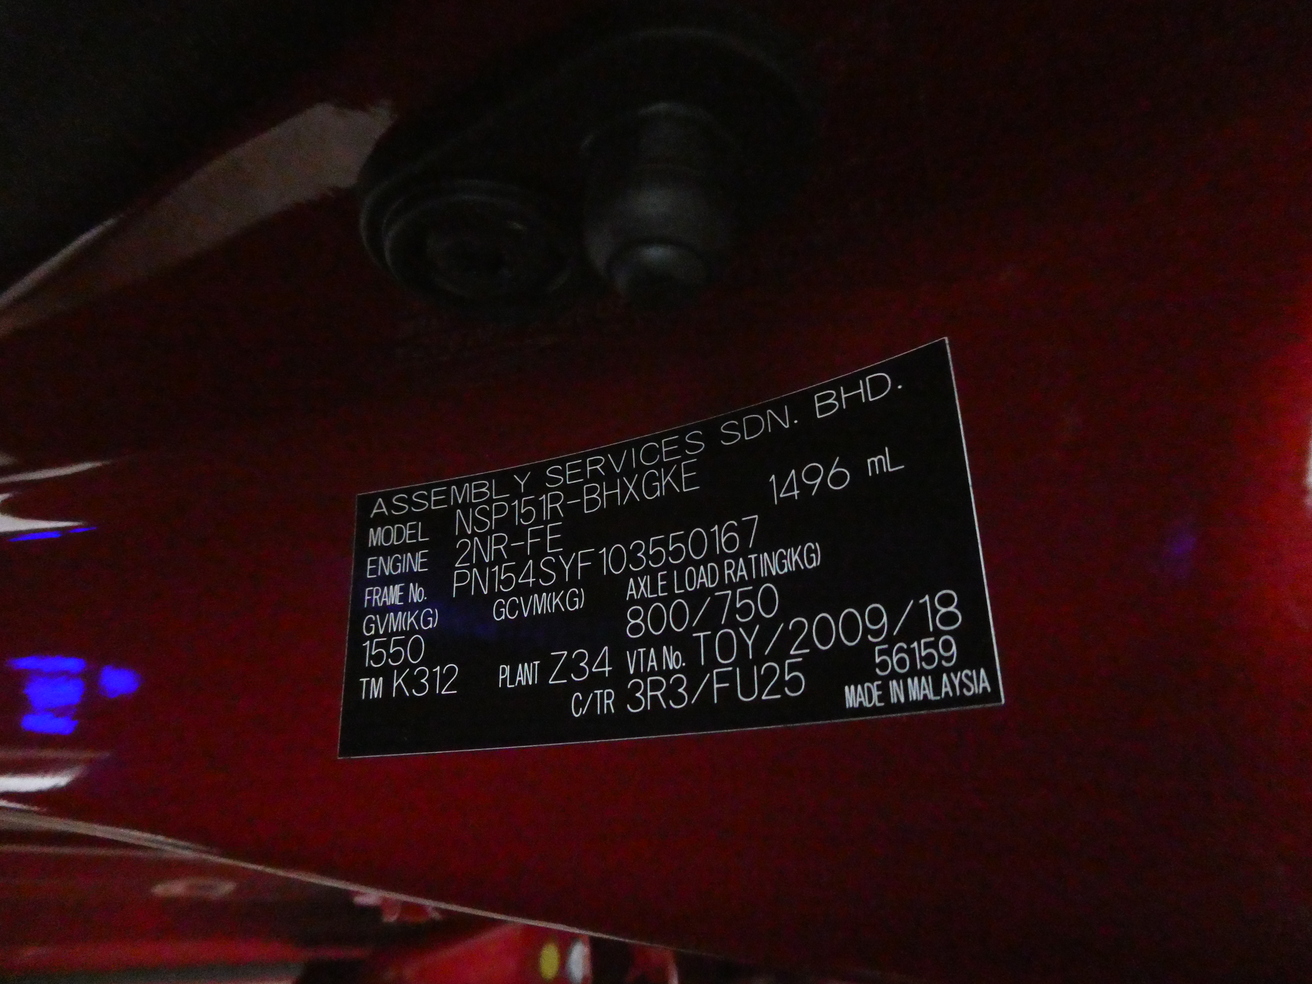 ASSEMBLY SERVICES SDN. BHD.
MODEL NSP151R-BHXGKE
ENGINE 2NR-FE 1496 mL
FRAME No. PN154SYF103550167
GVM(KG) GCVM(KG) AXLE LOAD RATING(KG)
1550 800/750
TM K312 PLANT Z34 VTA No. TOY/2009/18
C/TR 3R3/FU25 56159
MADE IN MALAYSIA